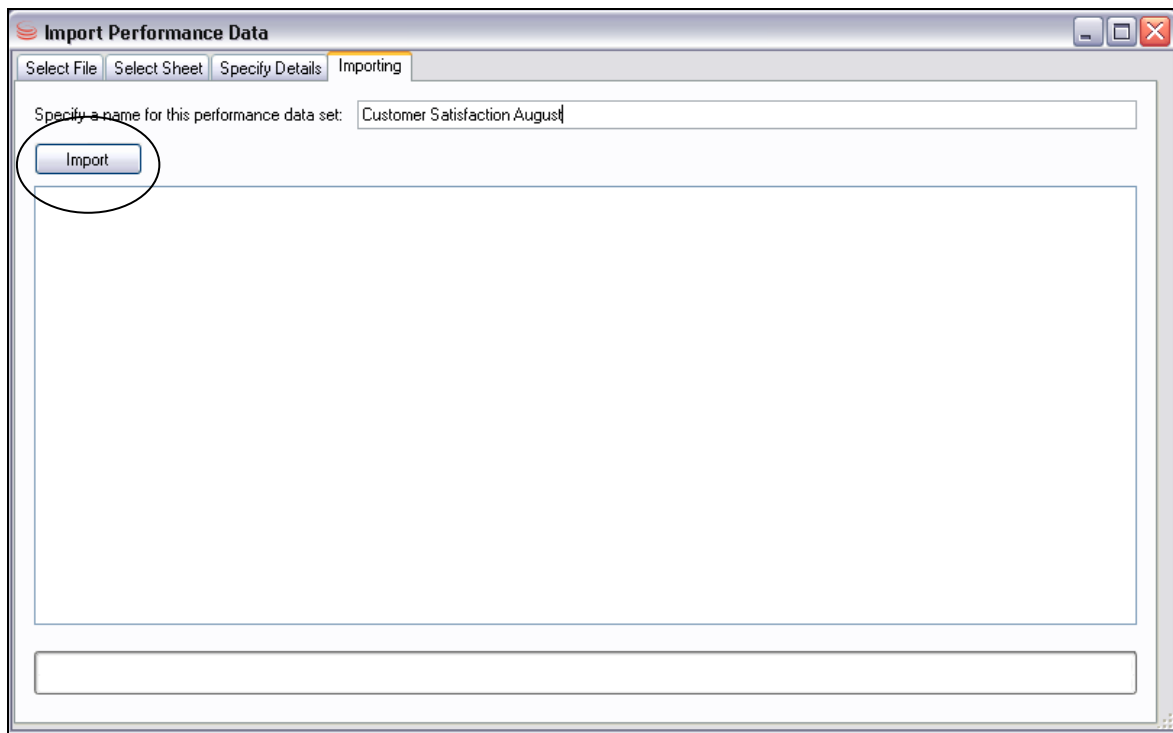 Import Performance Data
Select File Select Sheet Specify Details Importing
Specify a name for this performance data set: Customer Satisfaction August
Import